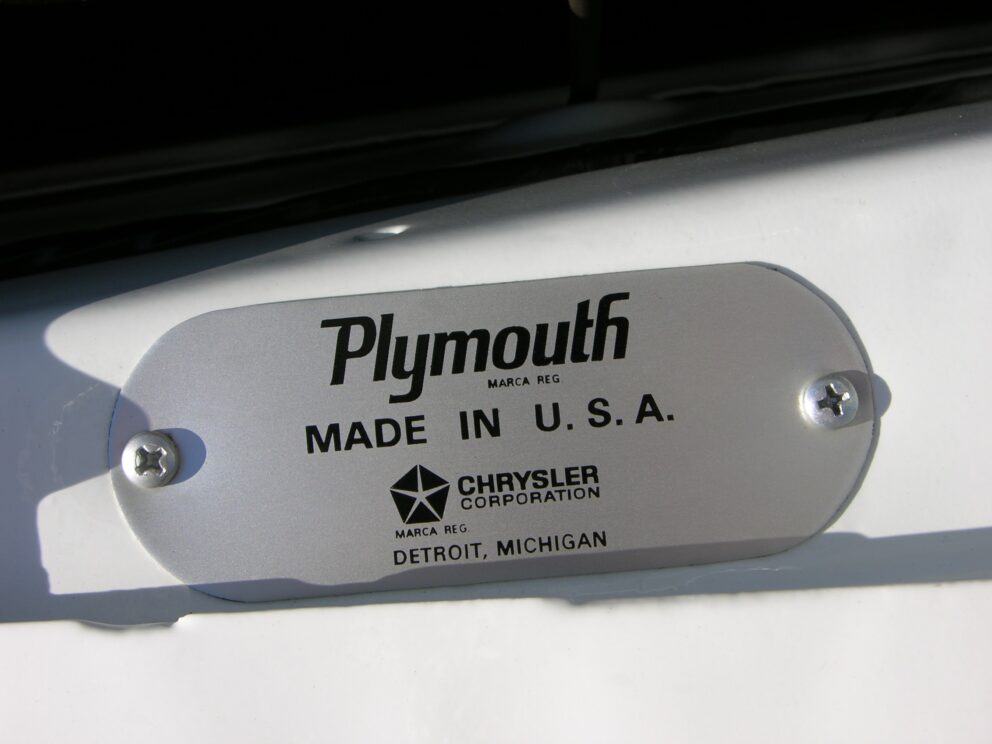 Plymouth
MARCA REG.
MADE IN U.S.A.
CHRYSLER
CORPORATION
MARCA REG.
DETROIT, MICHIGAN